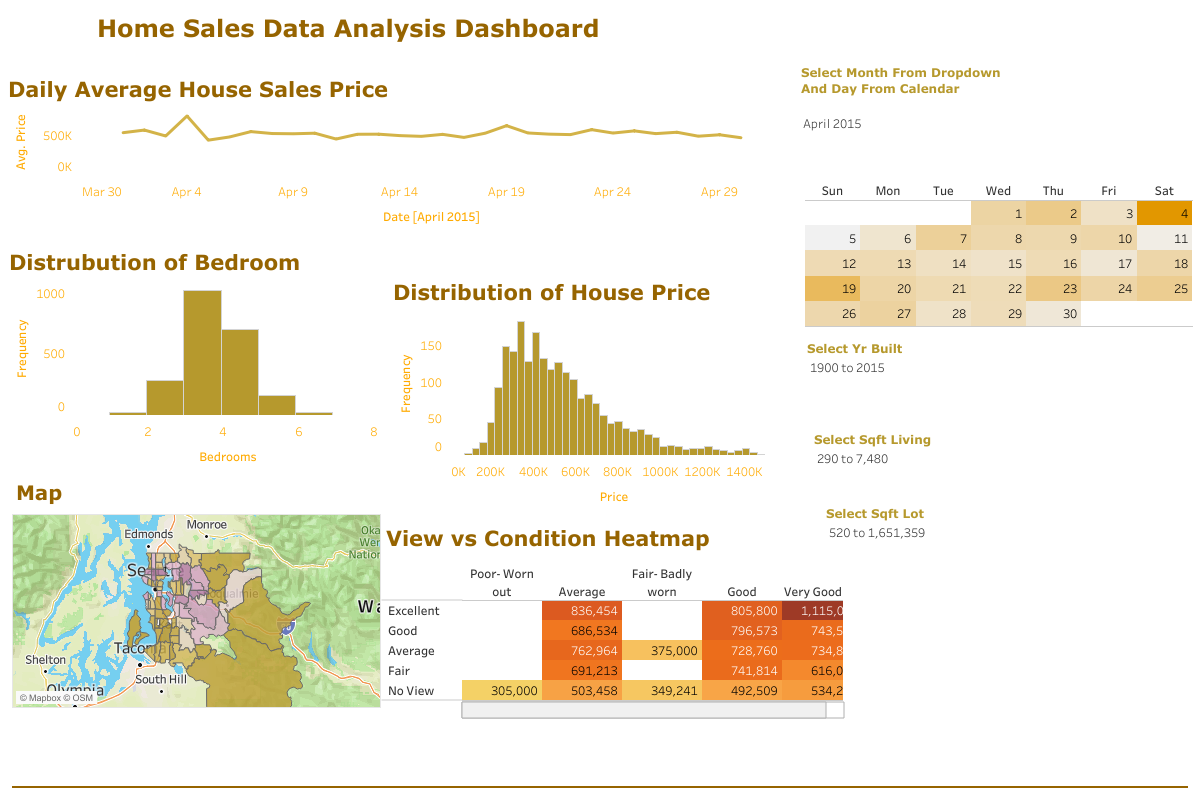 Home Sales Data Analysis Dashboard
Select Month From Dropdown
And Day From Calendar
April 2015
Daily Average House Sales Price
Avg. Price
500K
0K
Mar 30 Apr 4 Apr 9 Apr 14 Apr 19 Apr 24 Apr 29
Date [April 2015]
Sun Mon Tue Wed Thu Fri Sat
1 2 3 4
5 6 7 8 9 10 11
12 13 14 15 16 17 18
19 20 21 22 23 24 25
26 27 28 29 30
Distrubution of Bedroom
Frequency
1000
500
0
0 2 4 6 8
Bedrooms
Distribution of House Price
Frequency
150
100
50
0
0K 200K 400K 600K 800K 1000K 1200K 1400K
Price
Select Yr Built
1900 to 2015
Select Sqft Living
290 to 7,480
Select Sqft Lot
520 to 1,651,359
Map
Monroe
Edmonds
Oka
Wen
Nation
Se
Wa
Tacom
Shelton
South Hill
Olympia
© Mapbox © OSM
View vs Condition Heatmap
Poor- Worn out Average Fair- Badly worn Good Very Good
Excellent 836,454 805,800 1,115,0
Good 686,534 796,573 743,5
Average 762,964 375,000 728,760 734,8
Fair 691,213 741,814 616,0
No View 305,000 503,458 349,241 492,509 534,2